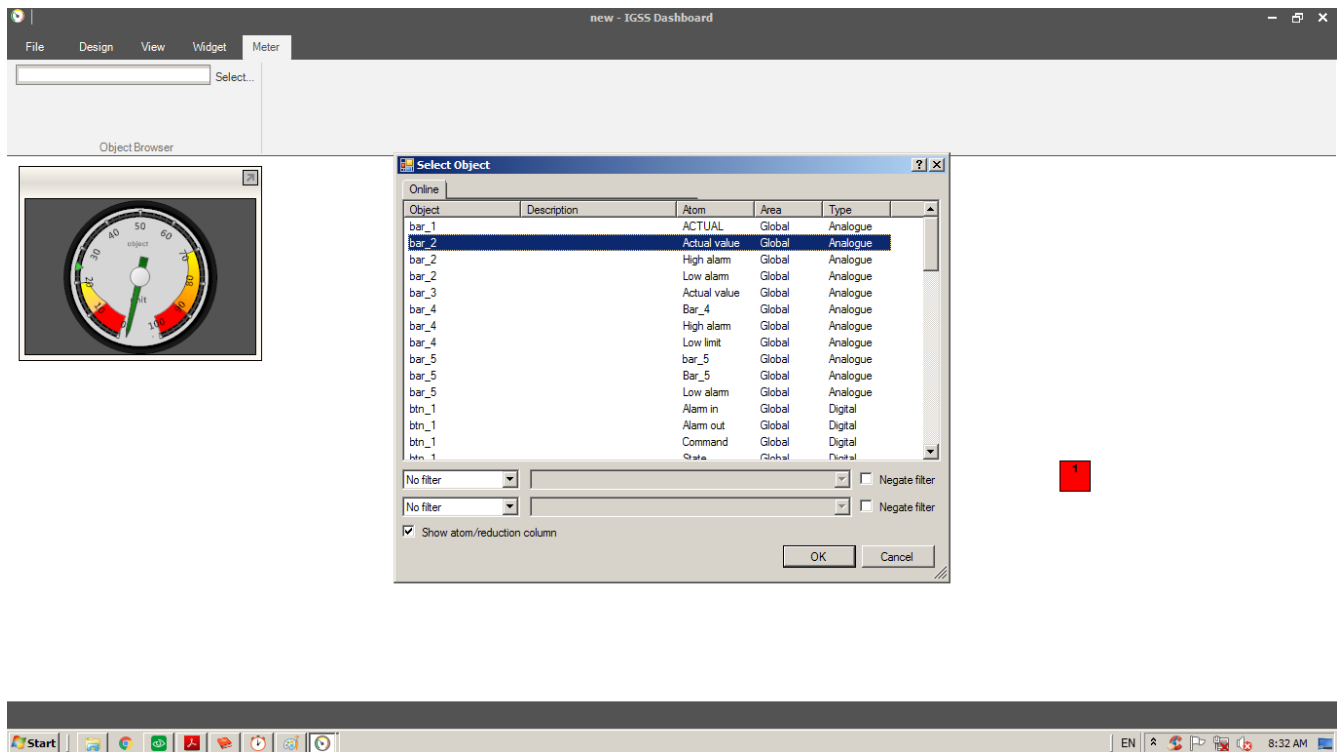 new - IGSS Dashboard
File Design View Widget Meter
Select...
Object Browser
Select Object
Online
Object Description Atom Area Type
bar_1 ACTUAL Global Analogue
bar_2 Actual value Global Analogue
bar_2 High alarm Global Analogue
bar_2 Low alarm Global Analogue
bar_3 Actual value Global Analogue
bar_4 Bar_4 Global Analogue
bar_4 High alarm Global Analogue
bar_4 Low limit Global Analogue
bar_5 bar_5 Global Analogue
bar_5 Bar_5 Global Analogue
bar_5 Low alarm Global Analogue
btn_1 Alarm in Global Digital
btn_1 Alarm out Global Digital
btn_1 Command Global Digital
btn_1 State Global Digital
No filter Negate filter
No filter Negate filter
Show atom/reduction column
OK Cancel
50
40 60
object
30 70
20 80
unit
10 90
0 100
1
Start EN 8:32 AM